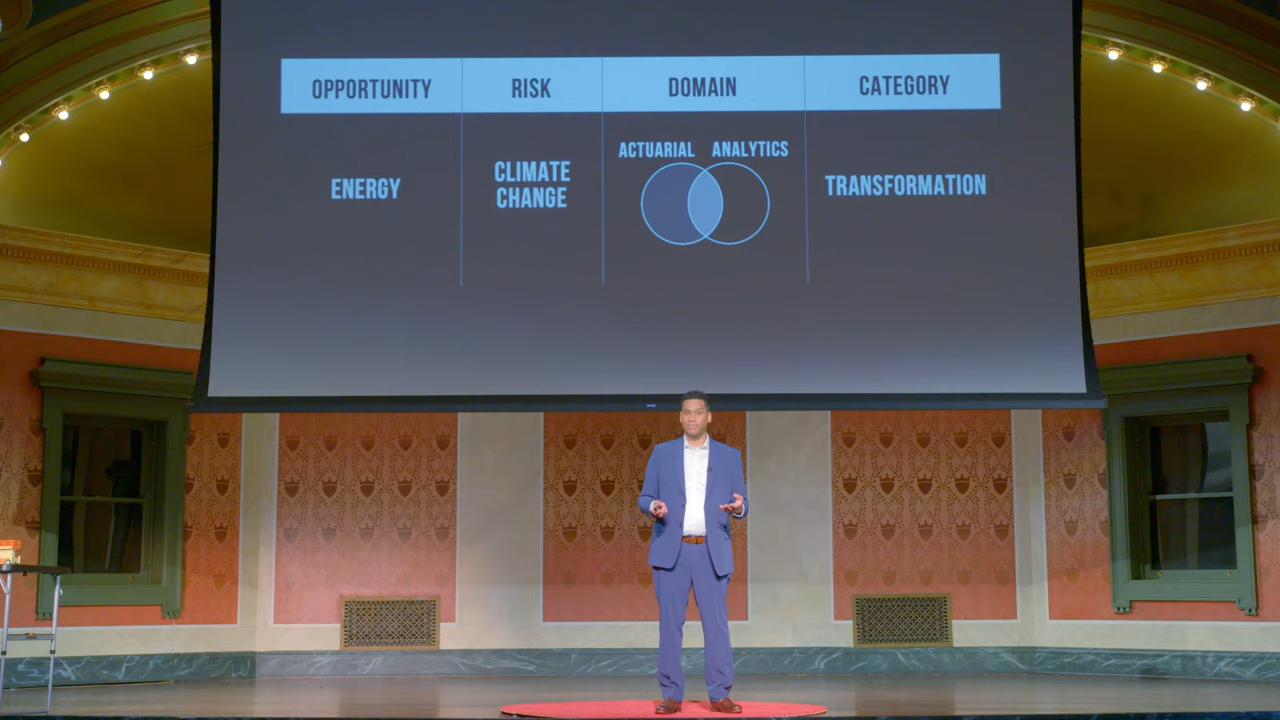 OPPORTUNITY RISK DOMAIN CATEGORY
ACTUARIAL ANALYTICS
ENERGY
CLIMATE
CHANGE
TRANSFORMATION